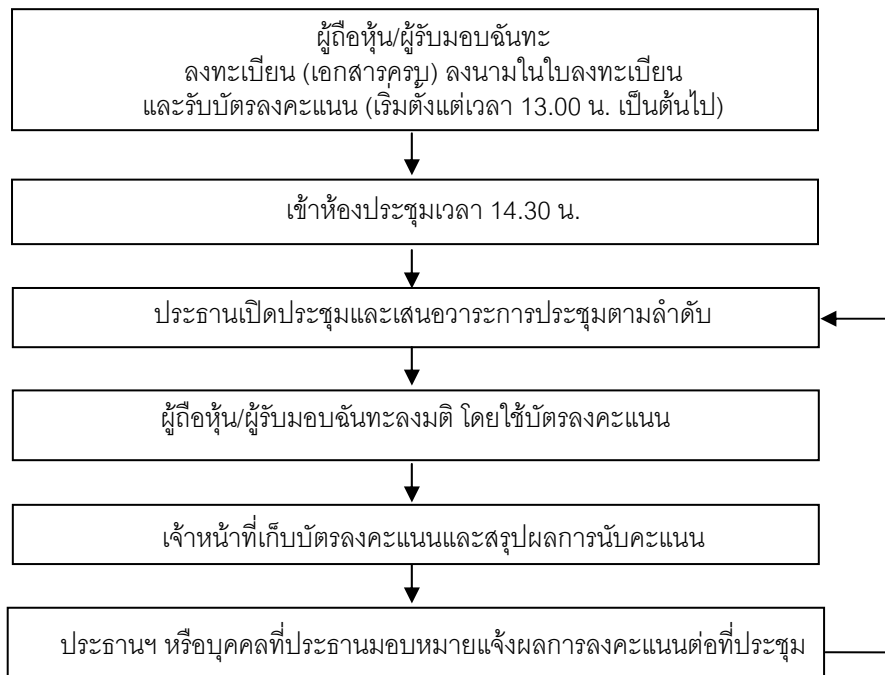 ผู้ถือหุ้น/ผู้รับมอบฉันทะ
ลงทะเบียน (เอกสารครบ) ลงนามในใบลงทะเบียน
และรับบัตรลงคะแนน (เริ่มตั้งแต่เวลา 13.00 น. เป็นต้นไป)
เข้าห้องประชุมเวลา 14.30 น.
ประธานเปิดประชุมและเสนอวาระการประชุมตามลำดับ
ผู้ถือหุ้น/ผู้รับมอบฉันทะลงมติ โดยใช้บัตรลงคะแนน
เจ้าหน้าที่เก็บบัตรลงคะแนนและสรุปผลการนับคะแนน
ประธานฯ หรือบุคคลที่ประธานมอบหมายแจ้งผลการลงคะแนนต่อที่ประชุม